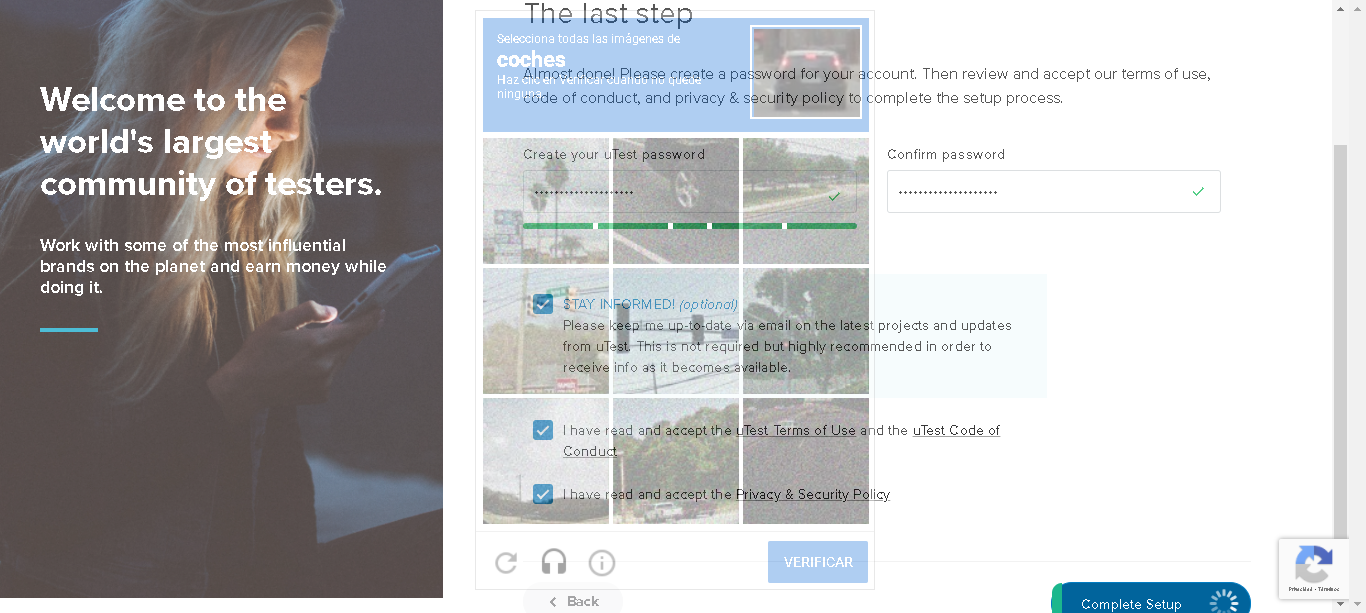 Welcome to the
world's largest
community of testers.
Work with some of the most influential
brands on the planet and earn money while
doing it.
The last step
Almost done! Please create a password for your account. Then review and accept our terms of use,
code of conduct, and privacy & security policy to complete the setup process.
Selecciona todas las imágenes de
coches
Haz clic en Verificar cuando no quede
ninguna.
Create your uTest password
Confirm password
STAY INFORMED! (optional)
Please keep me up-to-date via email on the latest projects and updates
from uTest. This is not required but highly recommended in order to
receive info as it becomes available.
I have read and accept the uTest Terms of Use and the uTest Code of
Conduct
I have read and accept the Privacy & Security Policy
VERIFICAR
Back
Complete Setup
Privacidad - Términos